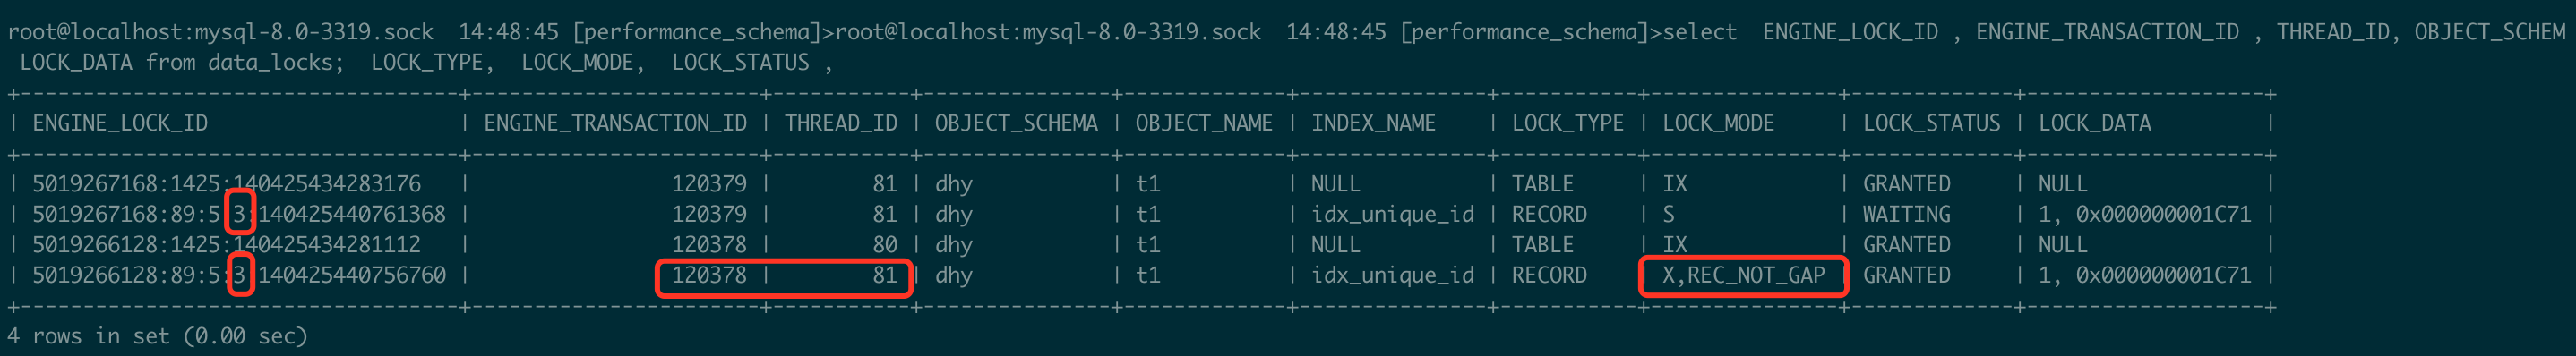 root@localhost:mysql-8.0-3319.sock  14:48:45 [performance_schema]>root@localhost:mysql-8.0-3319.sock  14:48:45 [performance_schema]>select  ENGINE_LOCK_ID , ENGINE_TRANSACTION_ID , THREAD_ID, OBJECT_SCHEM
 LOCK_DATA from data_locks;  LOCK_TYPE,  LOCK_MODE,  LOCK_STATUS ,
+-----------------------------------+-----------------------+-----------+---------------+-------------+---------------+-----------+---------------+-------------+-------------------+
| ENGINE_LOCK_ID                    | ENGINE_TRANSACTION_ID | THREAD_ID | OBJECT_SCHEMA | OBJECT_NAME | INDEX_NAME    | LOCK_TYPE | LOCK_MODE     | LOCK_STATUS | LOCK_DATA         |
+-----------------------------------+-----------------------+-----------+---------------+-------------+---------------+-----------+---------------+-------------+-------------------+
| 5019267168:1425:140425434283176   |                120379 |        81 | dhy           | t1          | NULL          | TABLE     | IX            | GRANTED     | NULL              |
| 5019267168:89:5:3:140425440761368 |                120379 |        81 | dhy           | t1          | idx_unique_id | RECORD    | S             | WAITING     | 1, 0x000000001C71 |
| 5019266128:1425:140425434281112   |                120378 |        80 | dhy           | t1          | NULL          | TABLE     | IX            | GRANTED     | NULL              |
| 5019266128:89:5:3:140425440756760 |                120378 |        81 | dhy           | t1          | idx_unique_id | RECORD    | X,REC_NOT_GAP | GRANTED     | 1, 0x000000001C71 |
+-----------------------------------+-----------------------+-----------+---------------+-------------+---------------+-----------+---------------+-------------+-------------------+
4 rows in set (0.00 sec)